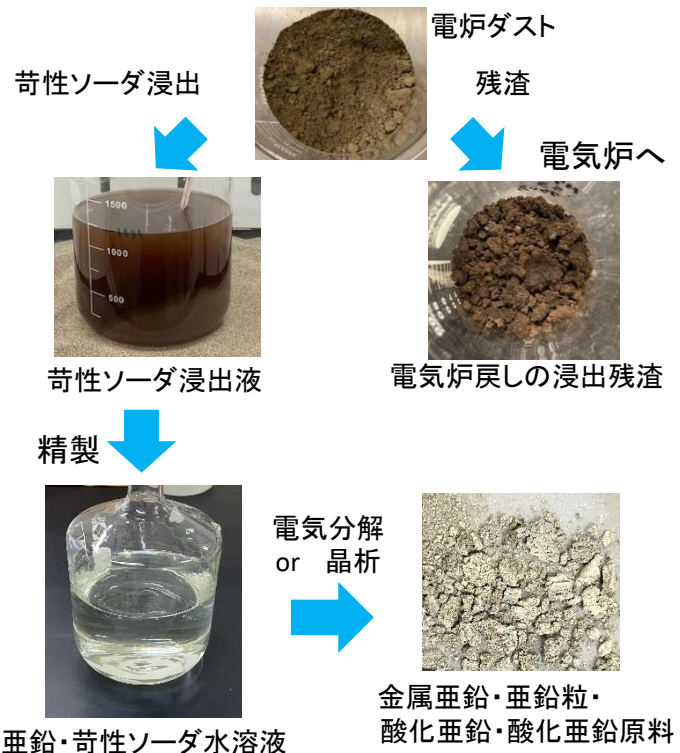 電炉ダスト
苛性ソーダ浸出
残渣
電気炉へ
1500
1000
500
苛性ソーダ浸出液
電気炉戻しの浸出残渣
精製
電気分解
or 晶析
亜鉛・苛性ソーダ水溶液
金属亜鉛・亜鉛粒・
酸化亜鉛・酸化亜鉛原料